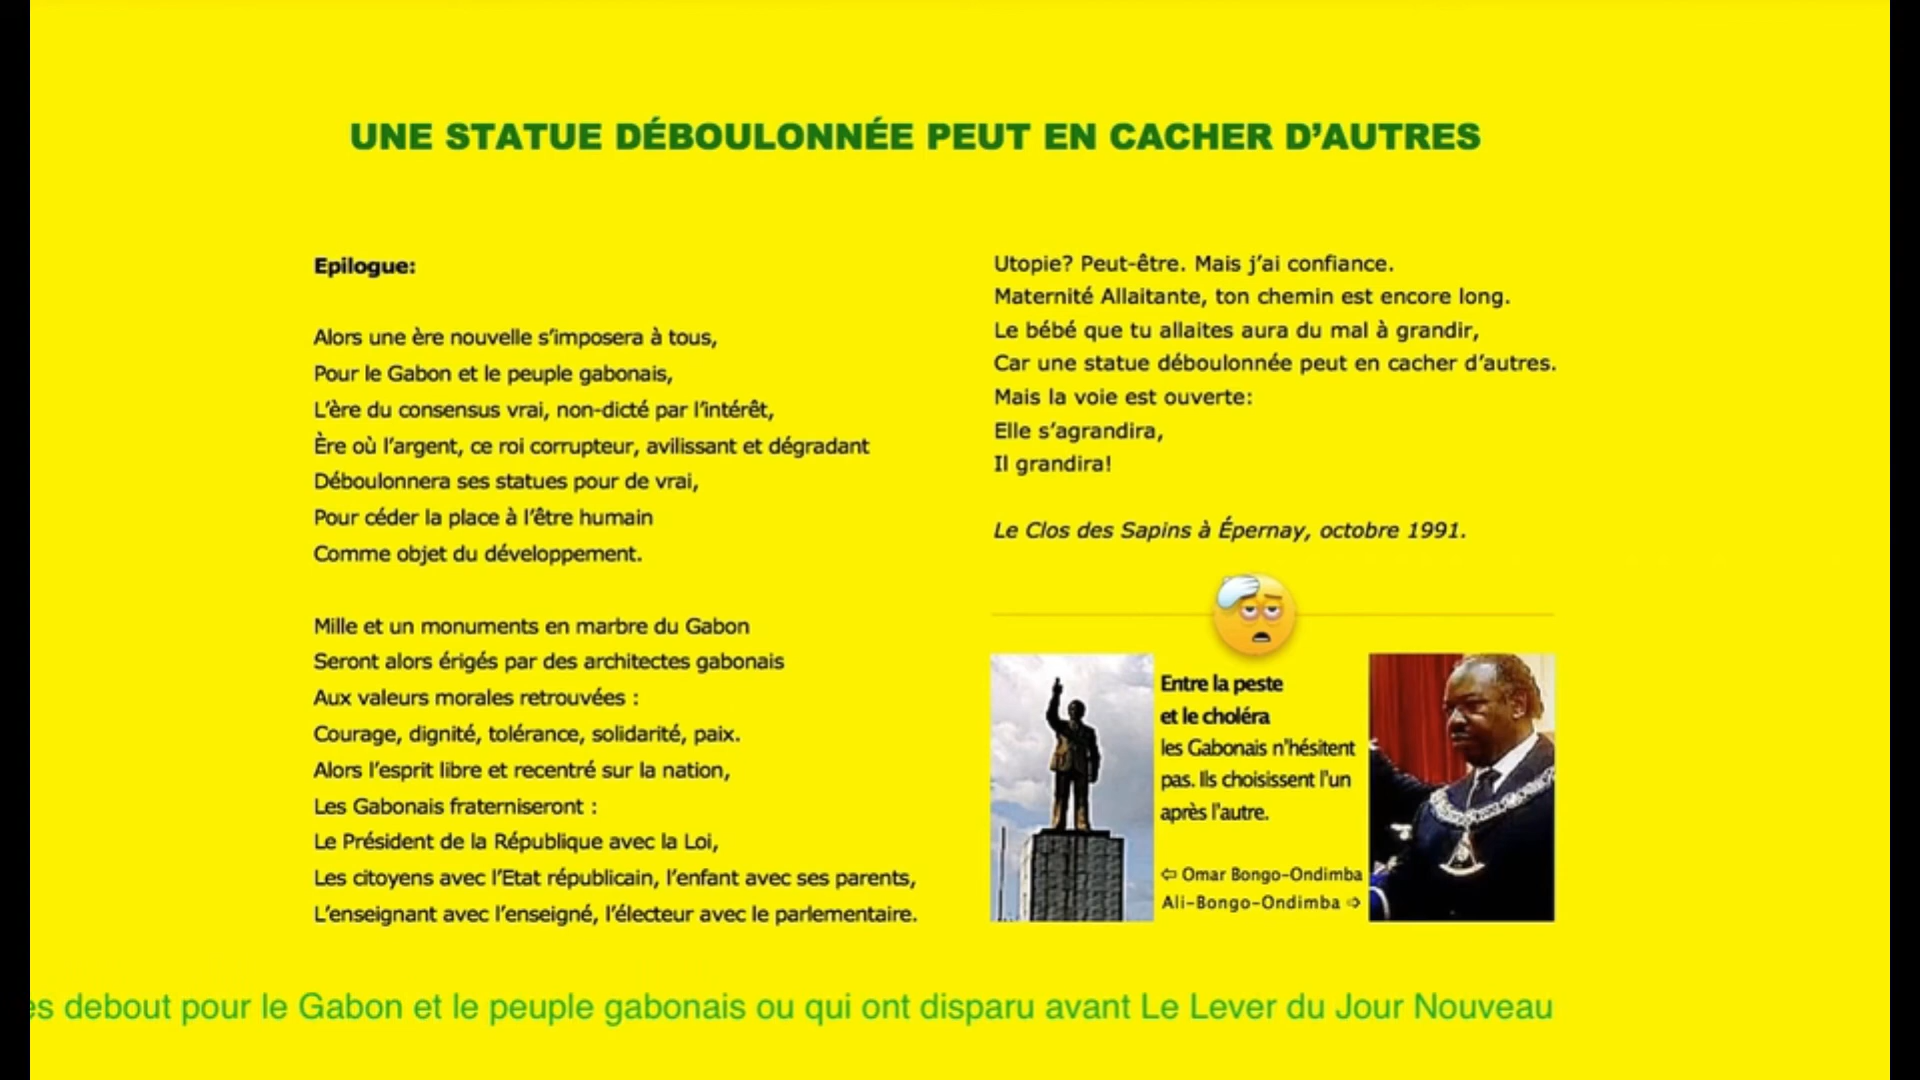 UNE STATUE DÉBOULONNÉE PEUT EN CACHER D’AUTRES
Epilogue:
Alors une ère nouvelle s’imposera à tous,
Pour le Gabon et le peuple gabonais,
L’ère du consensus vrai, non-dicté par l’intérêt,
Ère où l’argent, ce roi corrupteur, avilissant et dégradant
Déboulonnera ses statues pour de vrai,
Pour céder la place à l’être humain
Comme objet du développement.
Mille et un monuments en marbre du Gabon
Seront alors érigés par des architectes gabonais
Aux valeurs morales retrouvées :
Courage, dignité, tolérance, solidarité, paix.
Alors l’esprit libre et recentré sur la nation,
Les Gabonais fraterniseront :
Le Président de la République avec la Loi,
Les citoyens avec l’Etat républicain, l’enfant avec ses parents,
L’enseignant avec l’enseigné, l’électeur avec le parlementaire.
Utopie? Peut-être. Mais j’ai confiance.
Maternité Allaitante, ton chemin est encore long.
Le bébé que tu allaites aura du mal à grandir,
Car une statue déboulonnée peut en cacher d’autres.
Mais la voie est ouverte:
Elle s’agrandira,
Il grandira!
Le Clos des Sapins à Épernay, octobre 1991.
Entre la peste
et le choléra
les Gabonais n’hésitent
pas. Ils choisissent l’un
après l’autre.
⇦ Omar Bongo-Ondimba
Ali-Bongo-Ondimba ⇨
es debout pour le Gabon et le peuple gabonais ou qui ont disparu avant Le Lever du Jour Nouveau